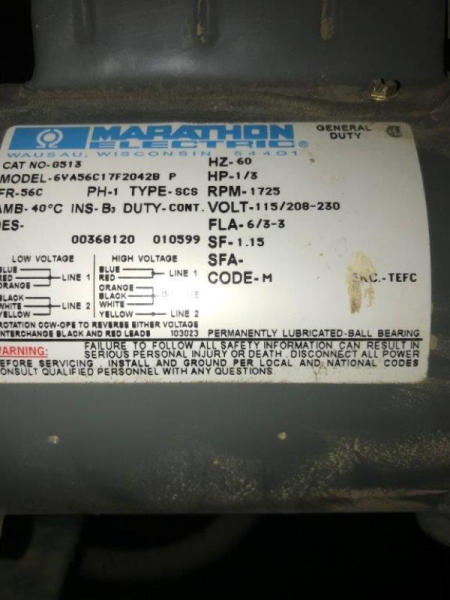 MARATHON
ELECTRIC®
WAUSAU, WISCONSIN 54401
GENERAL
DUTY
CAT NO-G513 HZ-60
MODEL-6VA56C17F2042B P HP-1/3
FR-56C PH-1 TYPE-SCS RPM-1725
AMB-40°C INS-B3 DUTY-CONT. VOLT-115/208-230
DES- FLA-6/3-3
00368120 010599 SF-1.15
SFA-
LOW VOLTAGE HIGH VOLTAGE CODE-M -TEFC
BLUE
RED LINE 1
ORANGE
BLACK
WHITE LINE 2
YELLOW
BLUE
RED LINE 1
ORANGE
BLACK
WHITE
YELLOW LINE 2
ROTATION CCW-OPE TO REVERSE EITHER VOLTAGE
INTERCHANGE BLACK AND RED 103023 PERMANENTLY LUBRICATED-BALL BEARING
WARNING: FAILURE TO FOLLOW ALL SAFETY INFORMATION CAN RESULT IN
SERIOUS PERSONAL INJURY OR DEATH. DISCONNECT ALL POWER
BEFORE SERVICING. INSTALL AND GROUND PER LOCAL AND NATIONAL CODES
CONSULT QUALIFIED PERSONNEL WITH ANY QUESTIONS